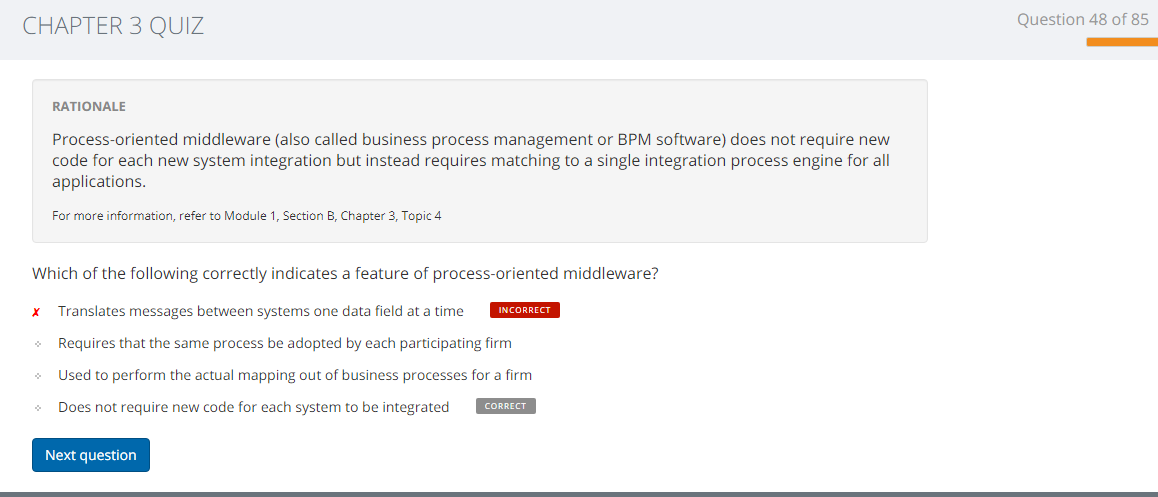 CHAPTER 3 QUIZ
Question 48 of 85
RATIONALE
Process-oriented middleware (also called business process management or BPM software) does not require new
code for each new system integration but instead requires matching to a single integration process engine for all
applications.
For more information, refer to Module 1, Section B, Chapter 3, Topic 4
Which of the following correctly indicates a feature of process-oriented middleware?
✗ Translates messages between systems one data field at a time INCORRECT
Requires that the same process be adopted by each participating firm
Used to perform the actual mapping out of business processes for a firm
Does not require new code for each system to be integrated CORRECT
Next question